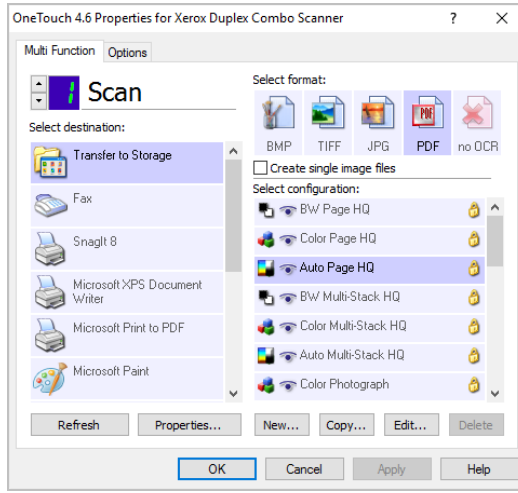 OneTouch 4.6 Properties for Xerox Duplex Combo Scanner ? X
Multi Function Options
1 Scan
Select destination:
Transfer to Storage
Fax
SnagIt 8
Microsoft XPS Document
Writer
Microsoft Print to PDF
Microsoft Paint
Refresh Properties...
Select format:
PDF
BMP TIFF JPG PDF no OCR
Create single image files
Select configuration:
BW Page HQ
Color Page HQ
Auto Page HQ
BW Multi-Stack HQ
Color Multi-Stack HQ
Auto Multi-Stack HQ
Color Photograph
New... Copy... Edit... Delete
OK Cancel Apply Help